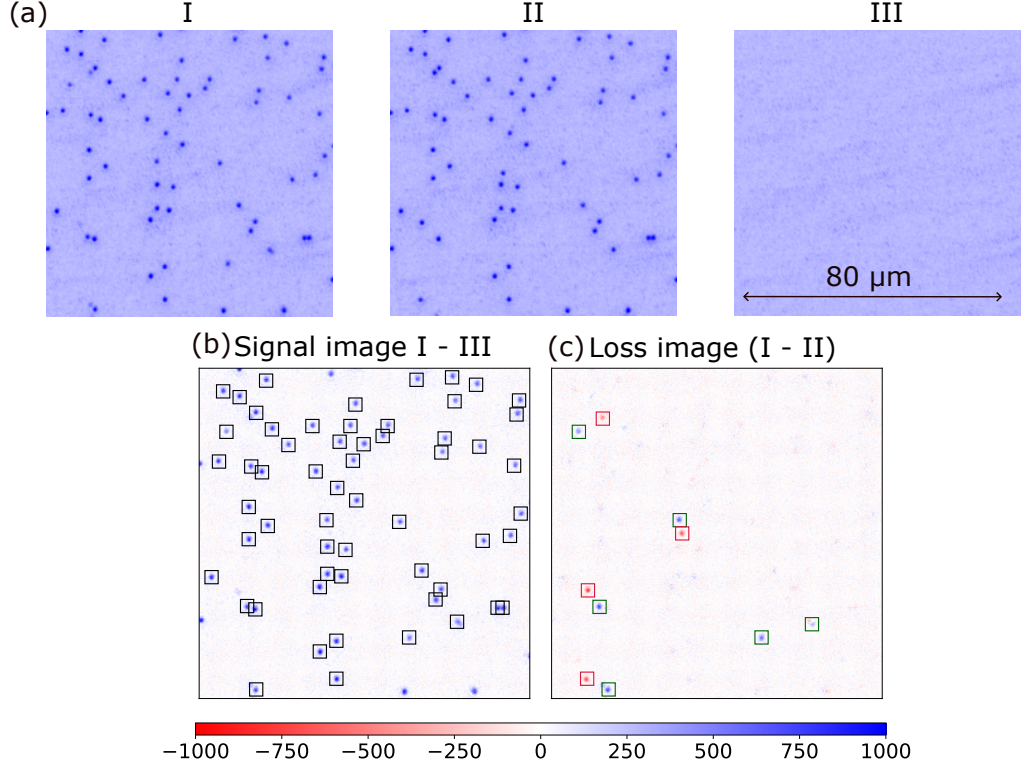 (a) I II III
80 µm
(b) Signal image I - III (c) Loss image (I - II)
−1000 −750 −500 −250 0 250 500 750 1000